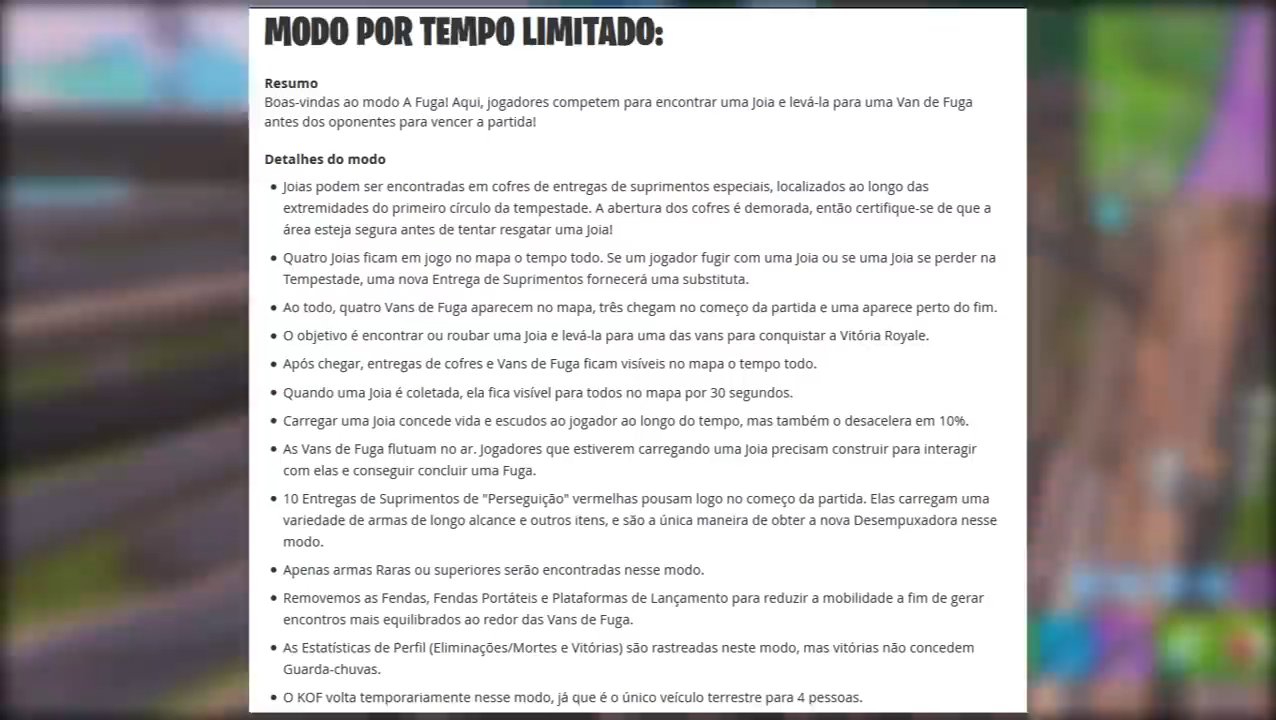 MODO POR TEMPO LIMITADO:
Resumo
Boas-vindas ao modo A Fuga! Aqui, jogadores competem para encontrar uma Joia e levá-la para uma Van de Fuga
antes dos oponentes para vencer a partida!
Detalhes do modo
• Joias podem ser encontradas em cofres de entregas de suprimentos especiais, localizados ao longo das
extremidades do primeiro círculo da tempestade. A abertura dos cofres é demorada, então certifique-se de que a
área esteja segura antes de tentar resgatar uma Joia!
• Quatro Joias ficam em jogo no mapa o tempo todo. Se um jogador fugir com uma Joia ou se uma Joia se perder na
Tempestade, uma nova Entrega de Suprimentos fornecerá uma substituta.
• Ao todo, quatro Vans de Fuga aparecem no mapa, três chegam no começo da partida e uma aparece perto do fim.
• O objetivo é encontrar ou roubar uma Joia e levá-la para uma das vans para conquistar a Vitória Royale.
• Após chegar, entregas de cofres e Vans de Fuga ficam visíveis no mapa o tempo todo.
• Quando uma Joia é coletada, ela fica visível para todos no mapa por 30 segundos.
• Carregar uma Joia concede vida e escudos ao jogador ao longo do tempo, mas também o desacelera em 10%.
• As Vans de Fuga flutuam no ar. Jogadores que estiverem carregando uma Joia precisam construir para interagir
com elas e conseguir concluir uma Fuga.
• 10 Entregas de Suprimentos de "Perseguição" vermelhas pousam logo no começo da partida. Elas carregam uma
variedade de armas de longo alcance e outros itens, e são a única maneira de obter a nova Desempuxadora nesse
modo.
• Apenas armas Raras ou superiores serão encontradas nesse modo.
• Removemos as Fendas, Fendas Portáteis e Plataformas de Lançamento para reduzir a mobilidade a fim de gerar
encontros mais equilibrados ao redor das Vans de Fuga.
• As Estatísticas de Perfil (Eliminações/Mortes e Vitórias) são rastreadas neste modo, mas vitórias não concedem
Guarda-chuvas.
• O KOF volta temporariamente nesse modo, já que é o único veículo terrestre para 4 pessoas.